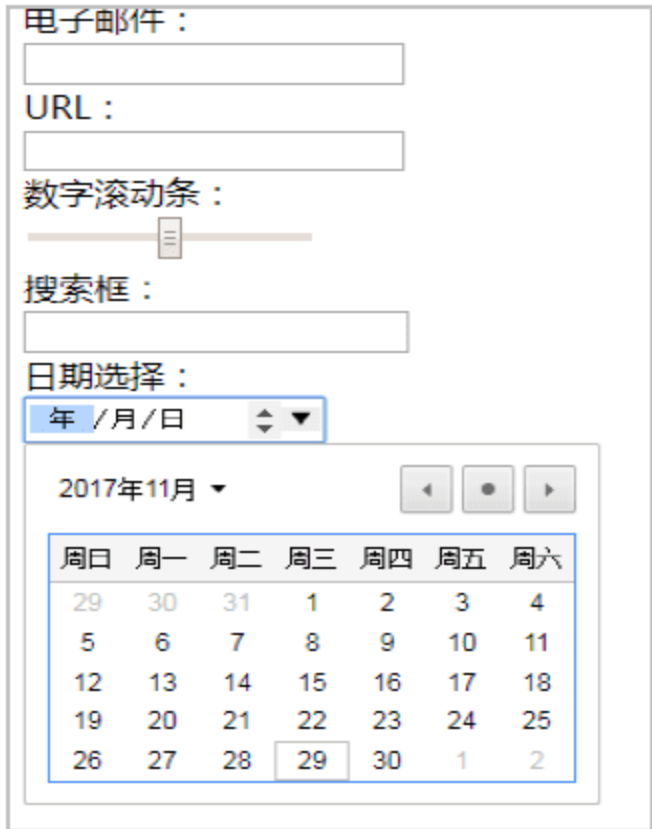 电子邮件：
URL：
数字滚动条：
搜索框：
日期选择：
年 /月/日
2017年11月
周日 周一 周二 周三 周四 周五 周六
29 30 31 1 2 3 4
5 6 7 8 9 10 11
12 13 14 15 16 17 18
19 20 21 22 23 24 25
26 27 28 29 30 1 2